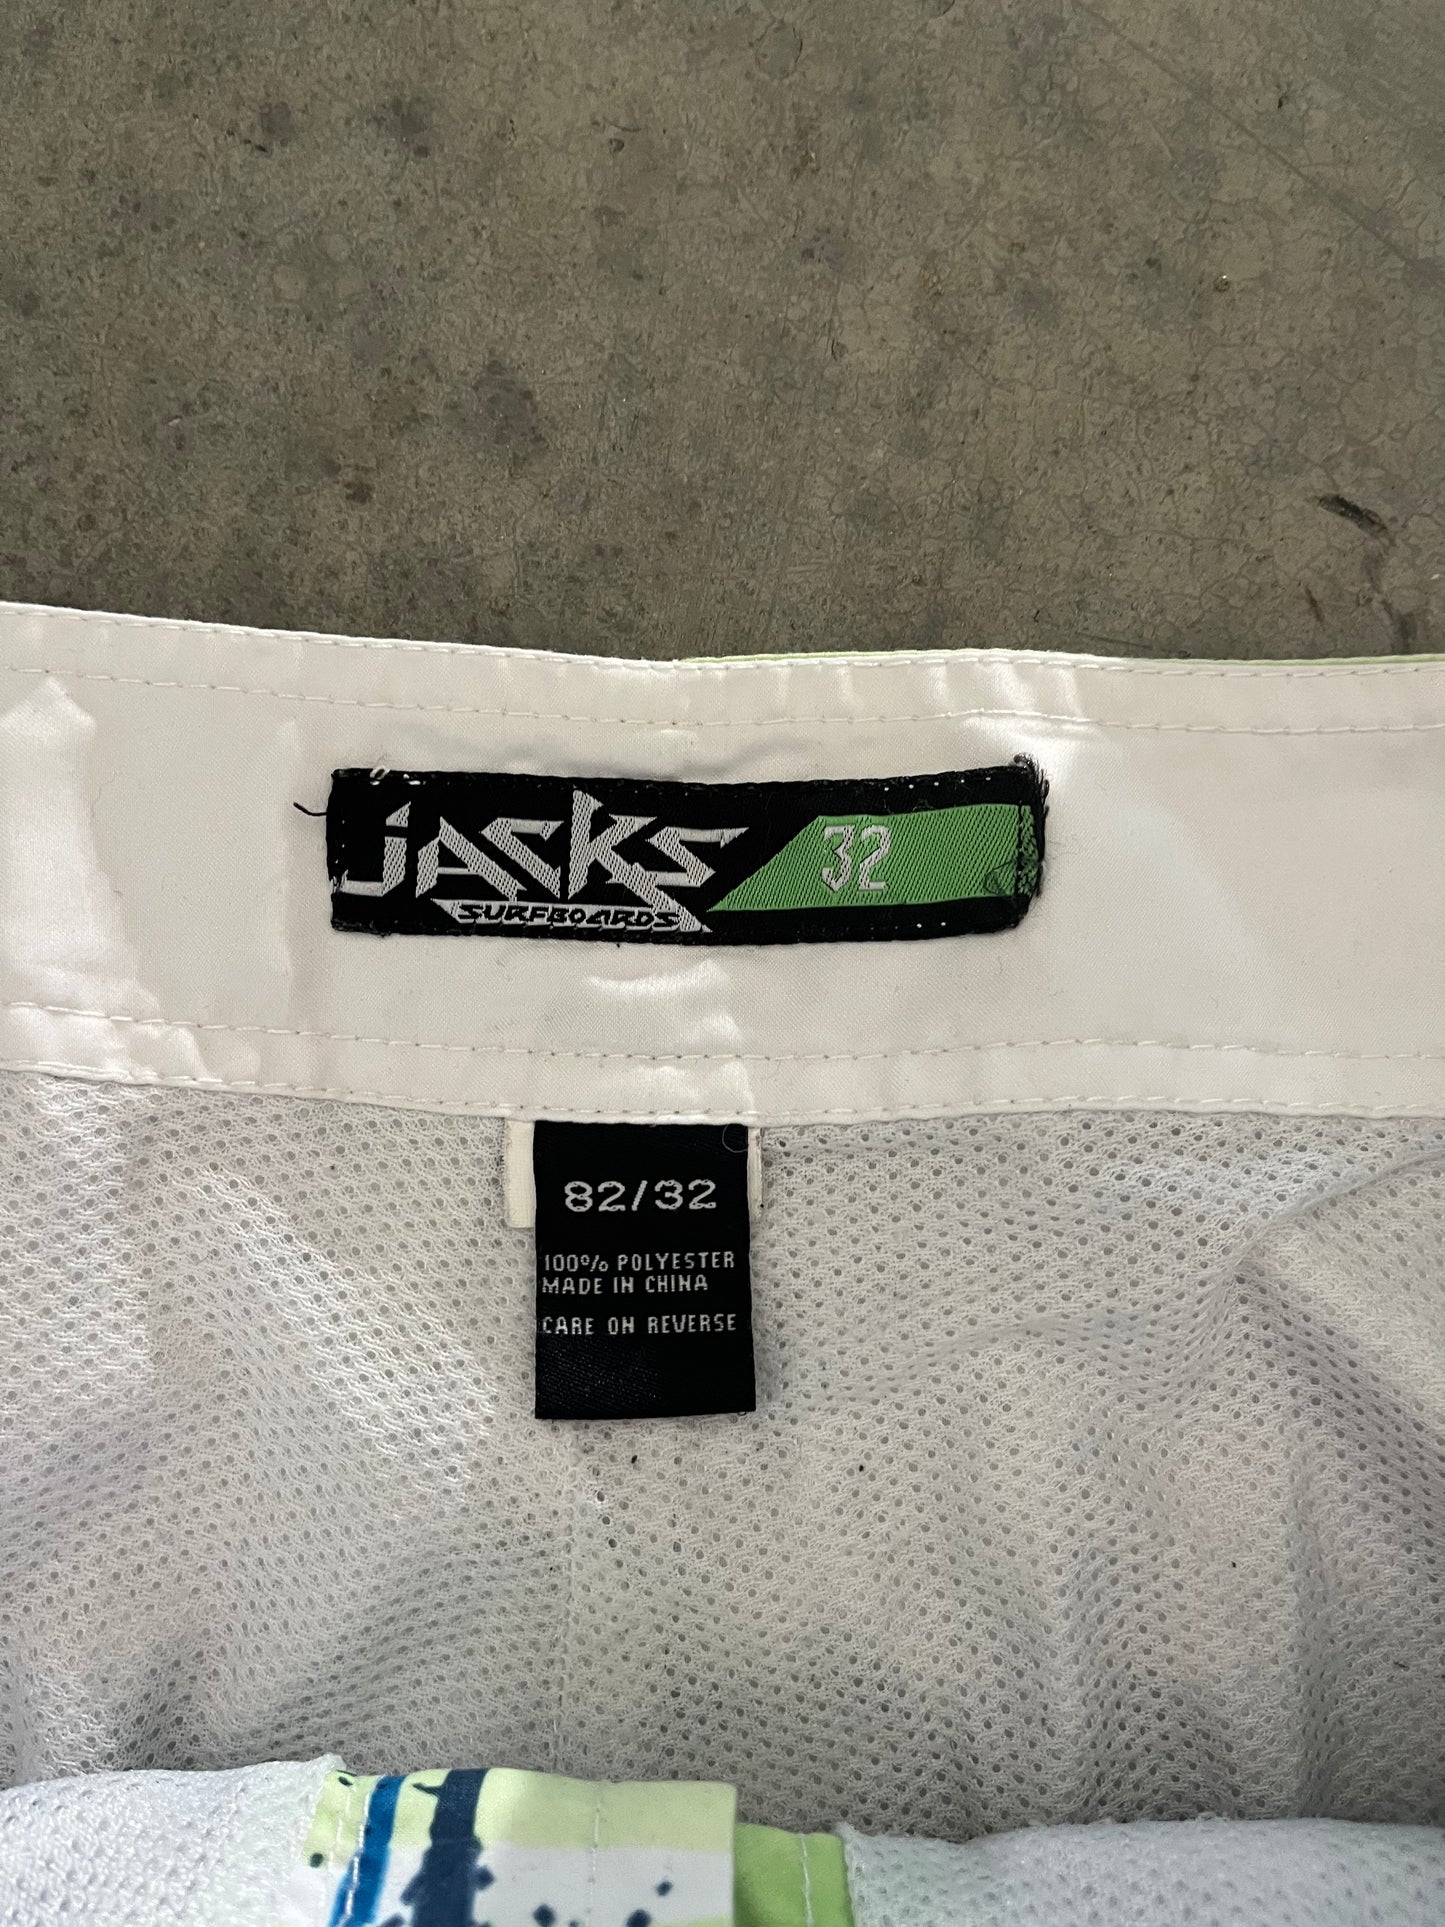 JACKS
SURFBOARDS
32
82/32
100% POLYESTER
MADE IN CHINA
CARE ON REVERSE